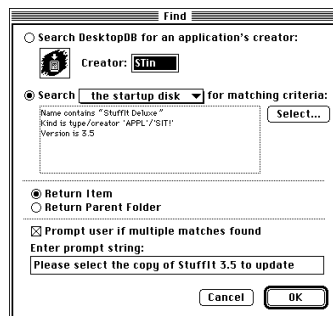 Find
Search DesktopDB for an application's creator:
Creator: STin
Search the startup disk for matching criteria:
Name contains "StuffIt Deluxe"
Kind is type/creator 'APPL'/'SIT!'
Version is 3.5
Select...
Return Item
Return Parent Folder
Prompt user if multiple matches found
Enter prompt string:
Please select the copy of StuffIt 3.5 to update
Cancel OK